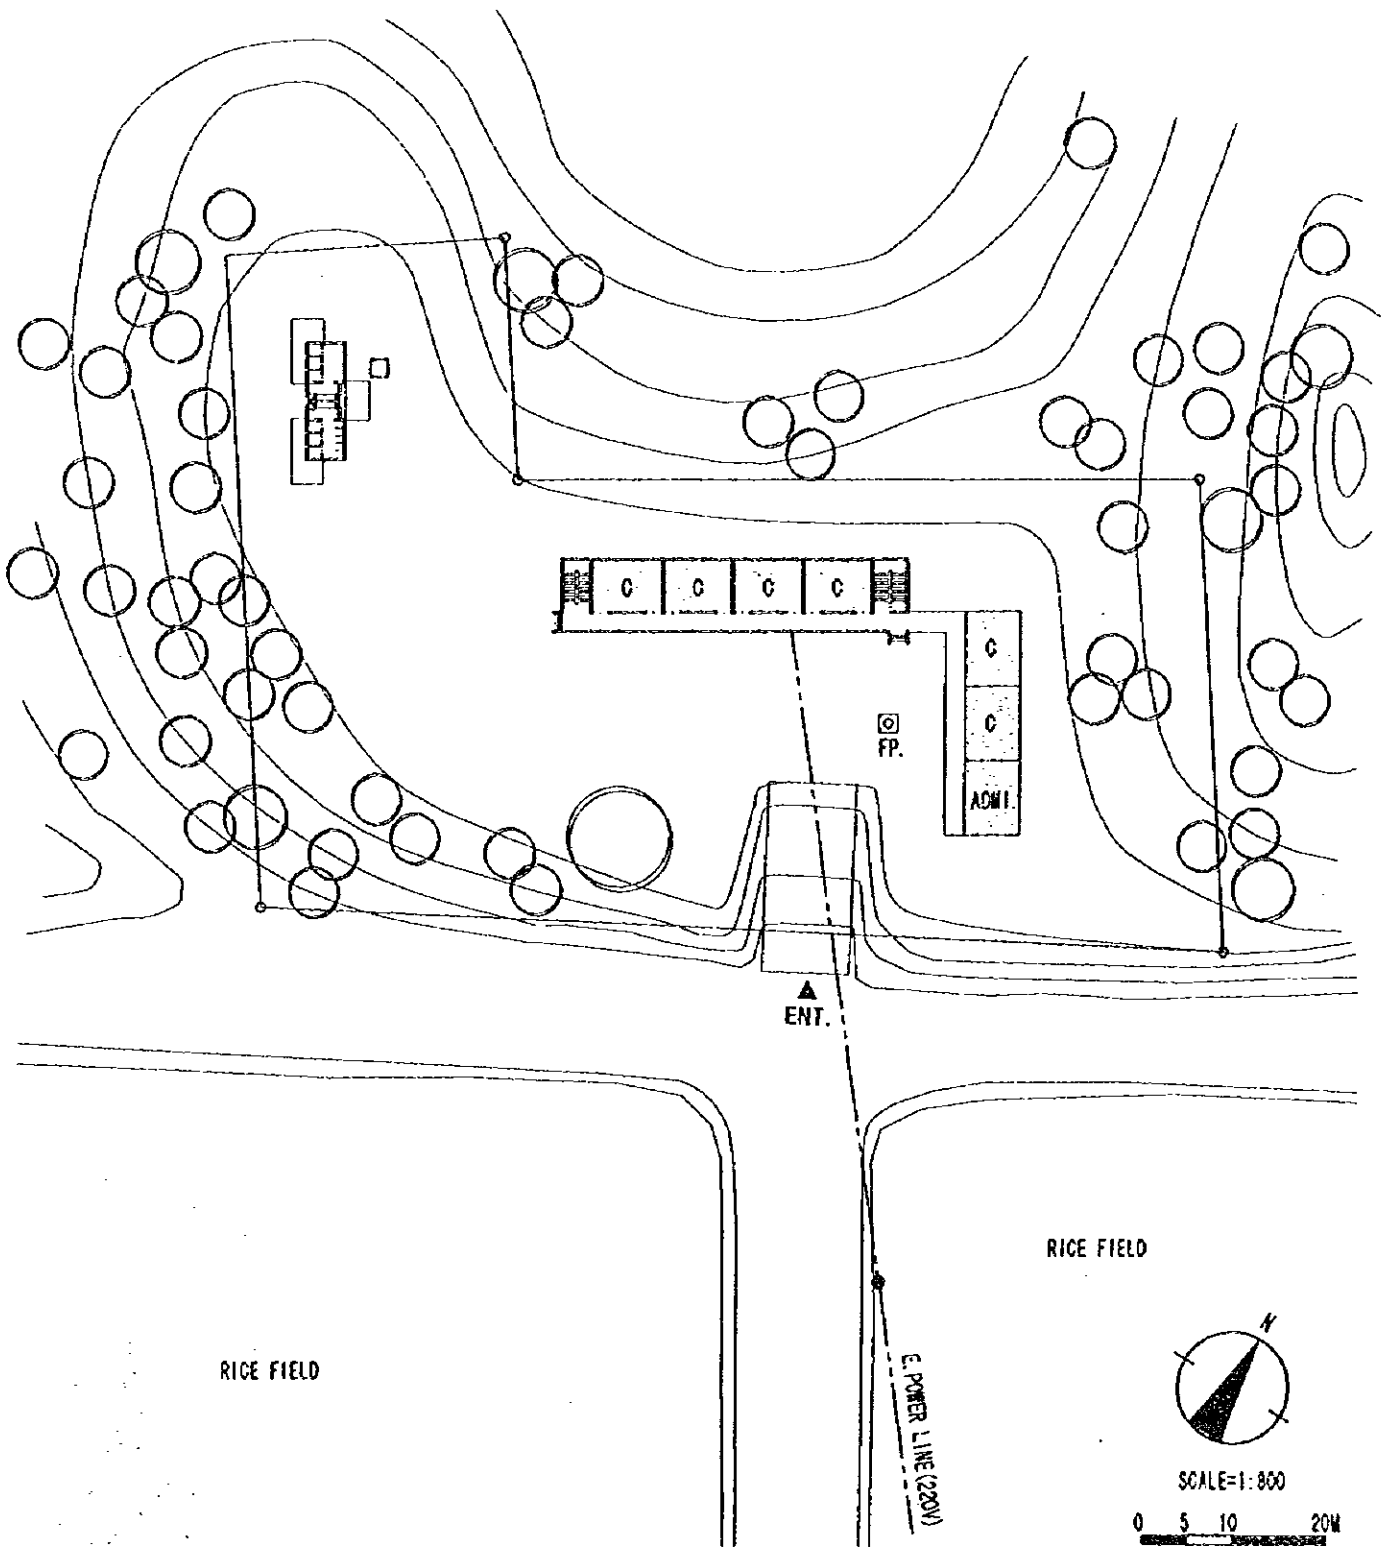 C C C C
C
C
FP.
ADMI.
ENT.
RICE FIELD
RICE FIELD
E.POWER LINE(220V)
N
SCALE=1:800
0 5 10 20M